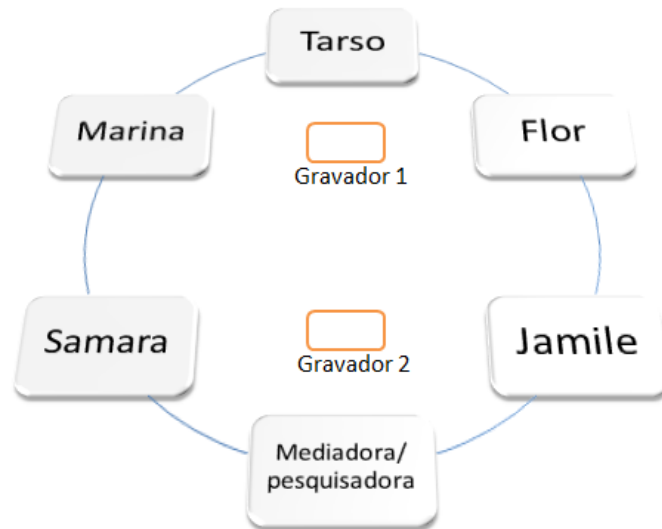 Tarso
Marina
Flor
Gravador 1
Samara
Jamile
Gravador 2
Mediadora/
pesquisadora